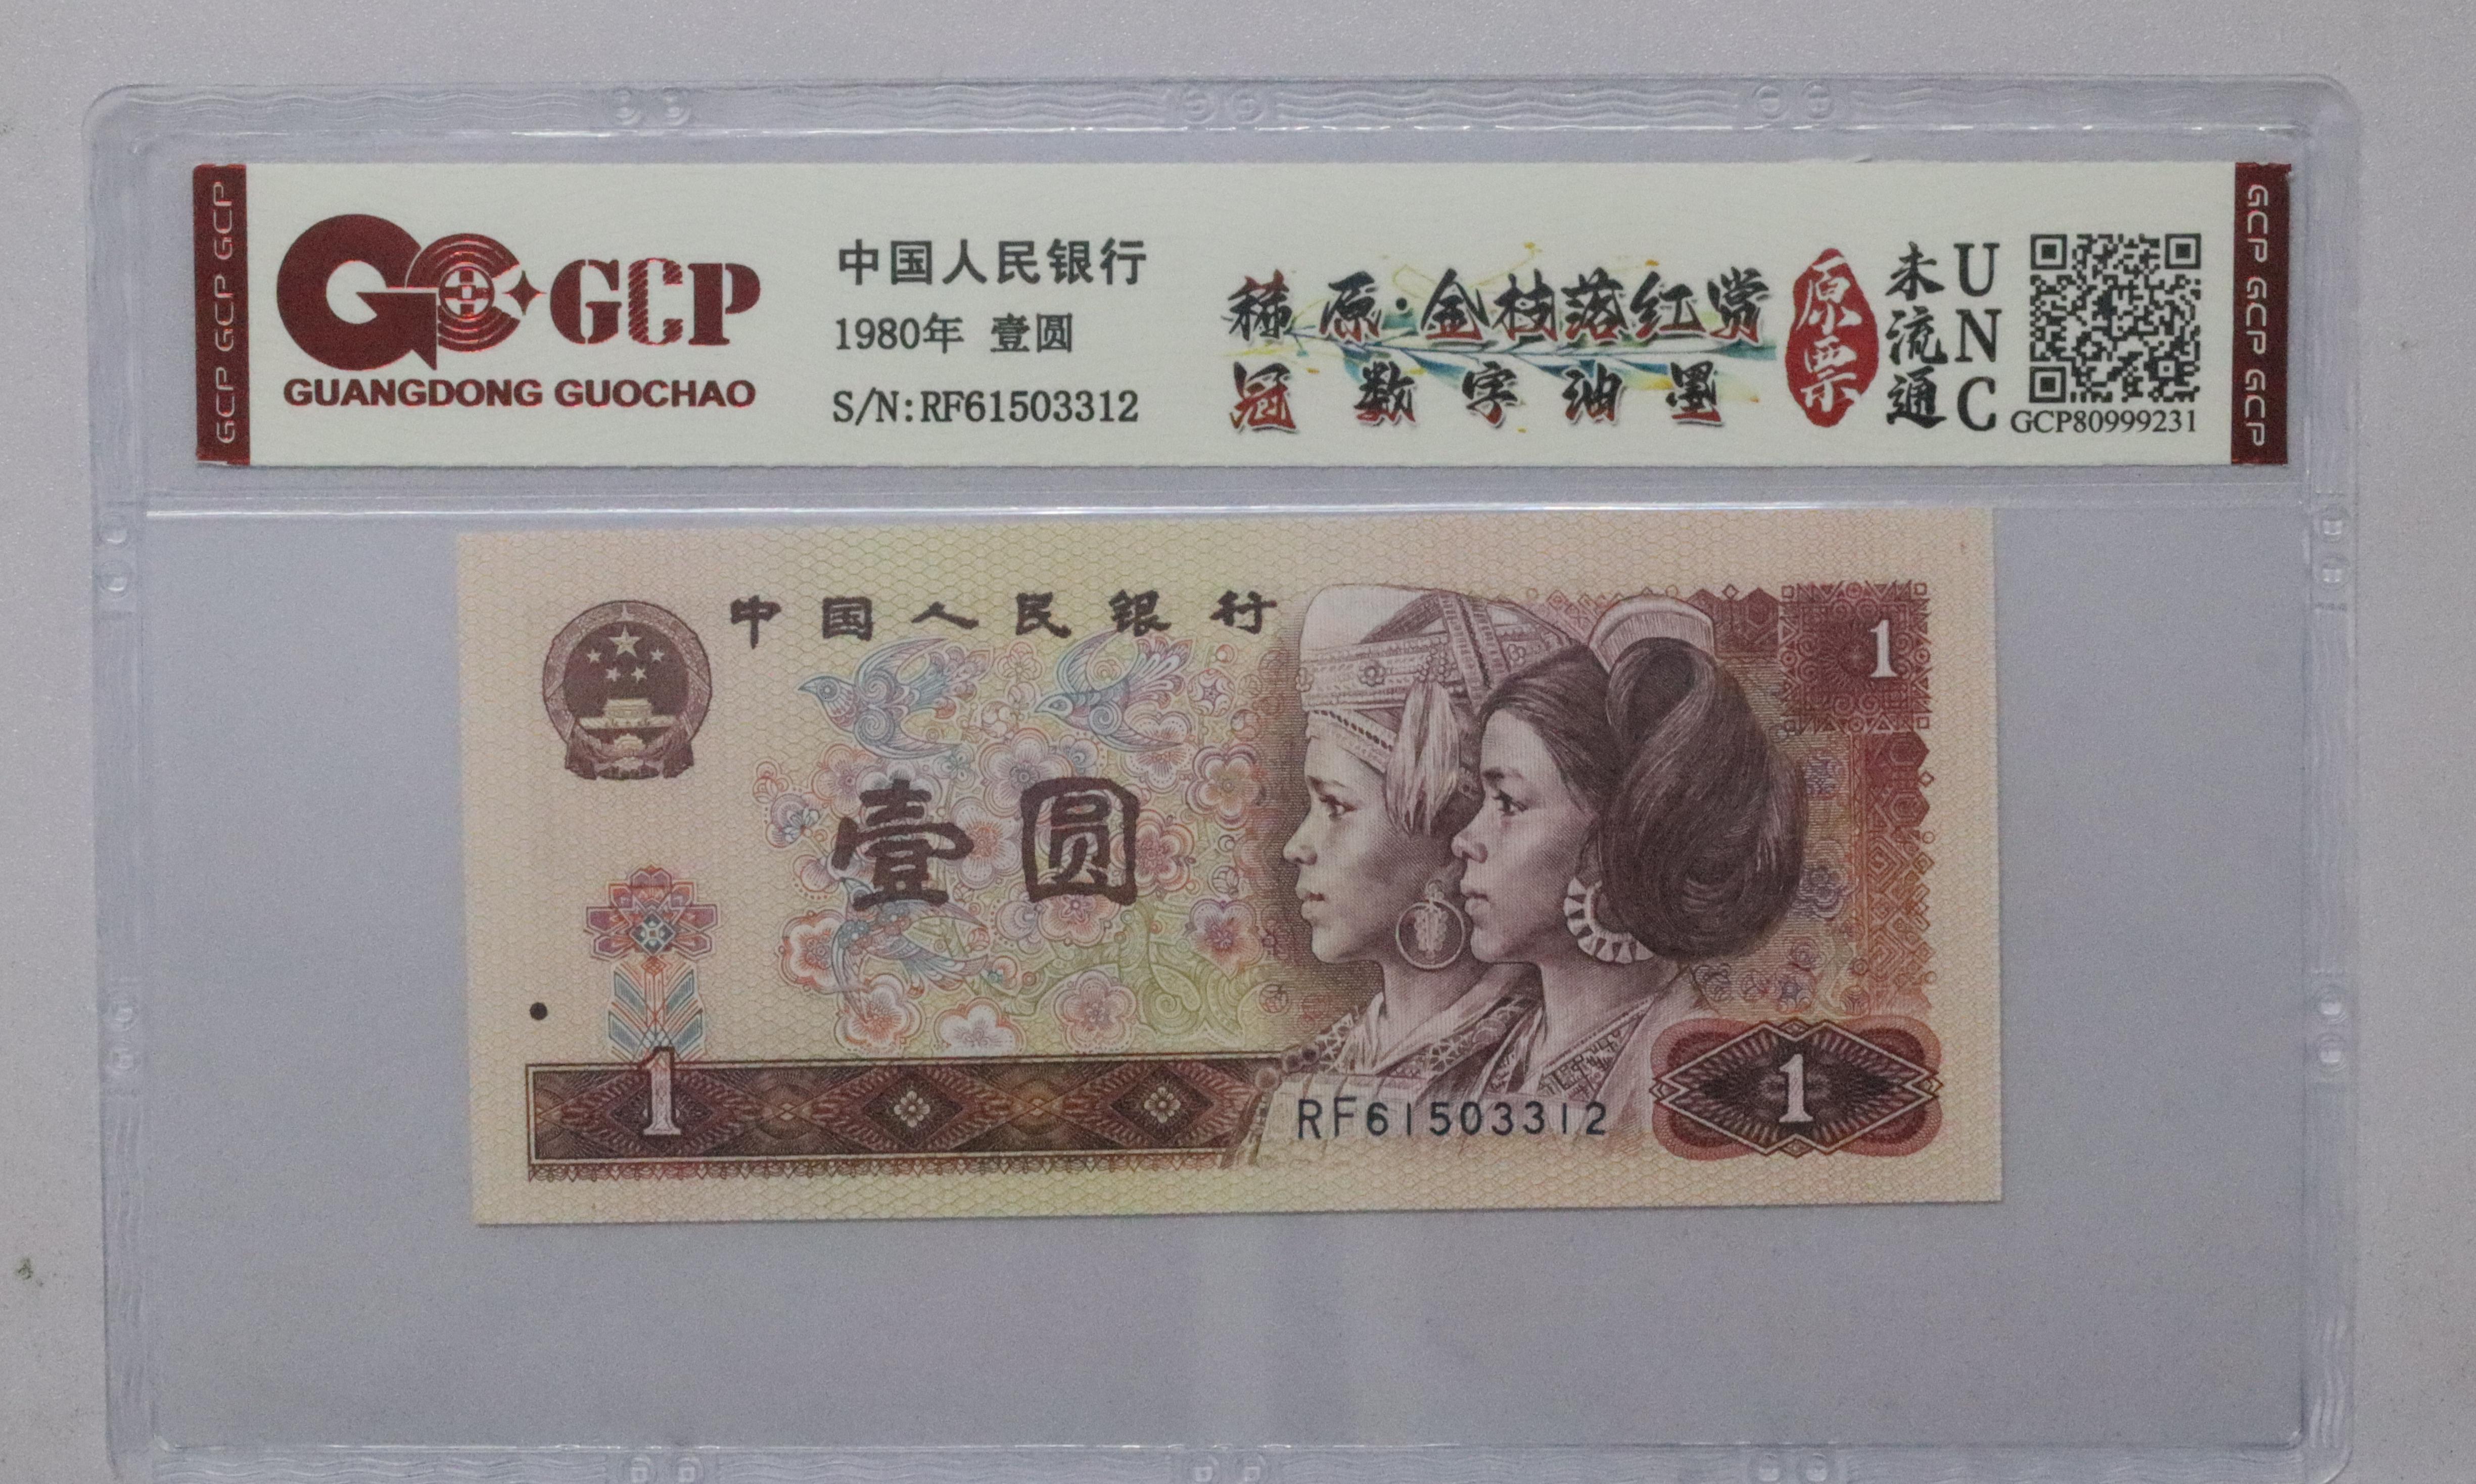 GCP GCP GCP
GCP
GUANGDONG GUOCHAO
中国人民银行
1980年 壹圆
S/N:RF61503312
稀原·金枝落红赏
冠数字油墨
原票
未流通
UNC
GCP80999231
GCP GCP GCP
中国人民银行
1
壹圆
1
RF61503312
1